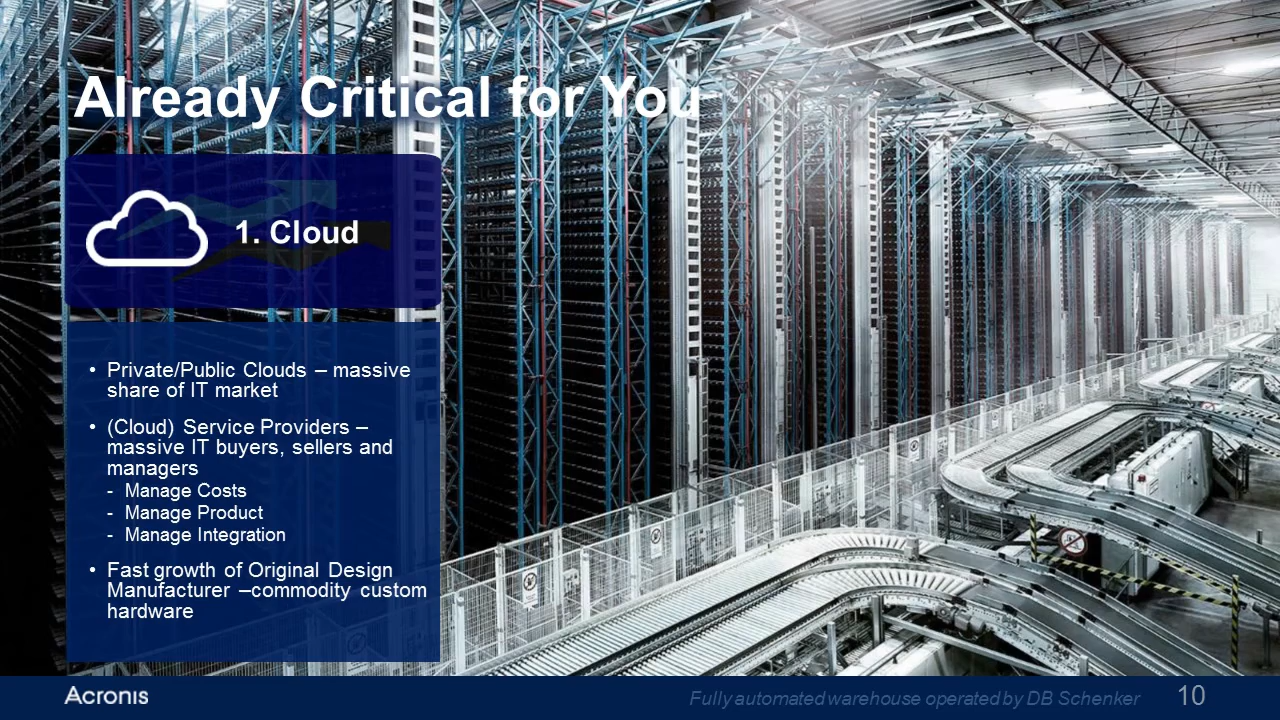 Already Critical for You
1. Cloud
• Private/Public Clouds – massive
share of IT market
• (Cloud) Service Providers –
massive IT buyers, sellers and
managers
- Manage Costs
- Manage Product
- Manage Integration
• Fast growth of Original Design
Manufacturer –commodity custom
hardware
Acronis
Fully automated warehouse operated by DB Schenker
10